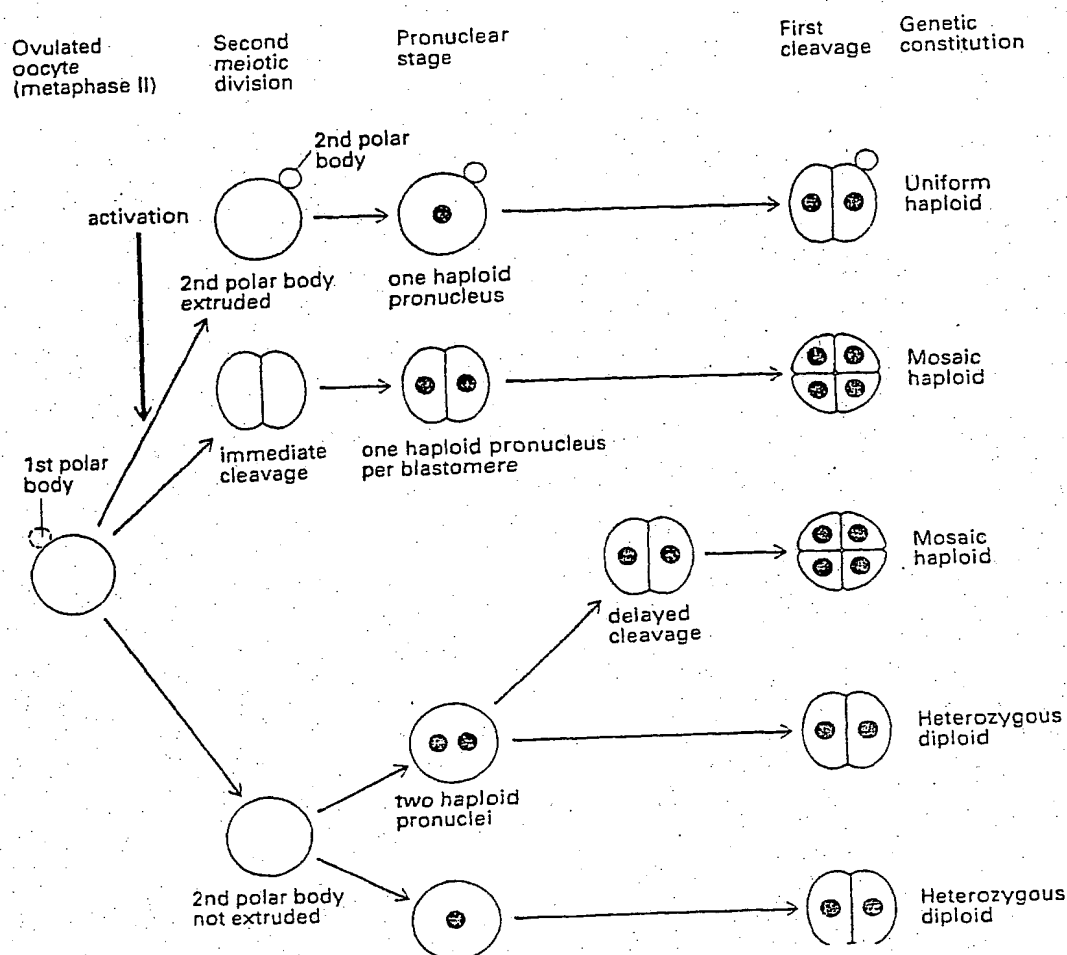 Ovulated
oocyte
(metaphase II)
Second
meiotic
division
Pronuclear
stage
First
cleavage
Genetic
constitution
2nd polar
body
activation
2nd polar body
extruded
one haploid
pronucleus
Uniform
haploid
immediate
cleavage
one haploid pronucleus
per blastomere
Mosaic
haploid
1st polar
body
delayed
cleavage
Mosaic
haploid
two haploid
pronuclei
Heterozygous
diploid
2nd polar body
not extruded
Heterozygous
diploid